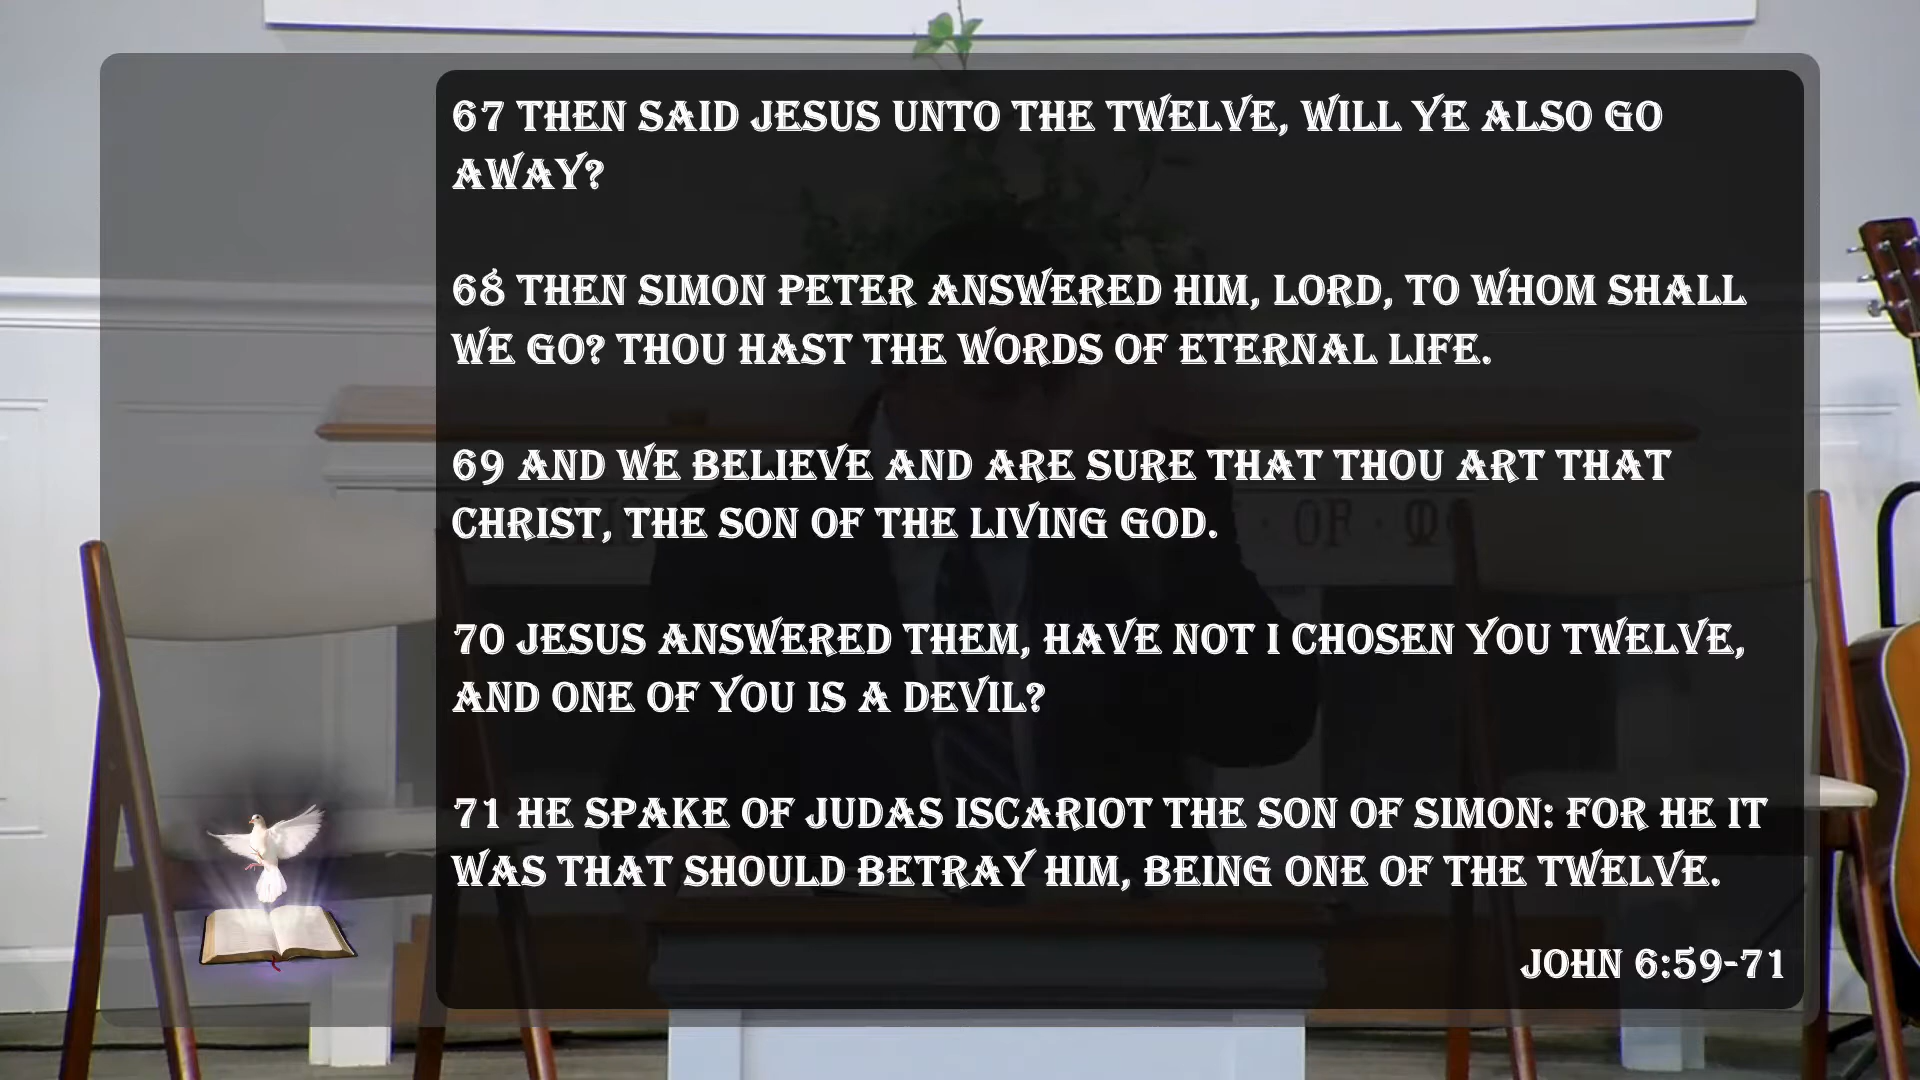 67 THEN SAID JESUS UNTO THE TWELVE, WILL YE ALSO GO
AWAY?
68 THEN SIMON PETER ANSWERED HIM, LORD, TO WHOM SHALL
WE GO? THOU HAST THE WORDS OF ETERNAL LIFE.
69 AND WE BELIEVE AND ARE SURE THAT THOU ART THAT
CHRIST, THE SON OF THE LIVING GOD.
70 JESUS ANSWERED THEM, HAVE NOT I CHOSEN YOU TWELVE,
AND ONE OF YOU IS A DEVIL?
71 HE SPAKE OF JUDAS ISCARIOT THE SON OF SIMON: FOR HE IT
WAS THAT SHOULD BETRAY HIM, BEING ONE OF THE TWELVE.
JOHN 6:59-71
OF